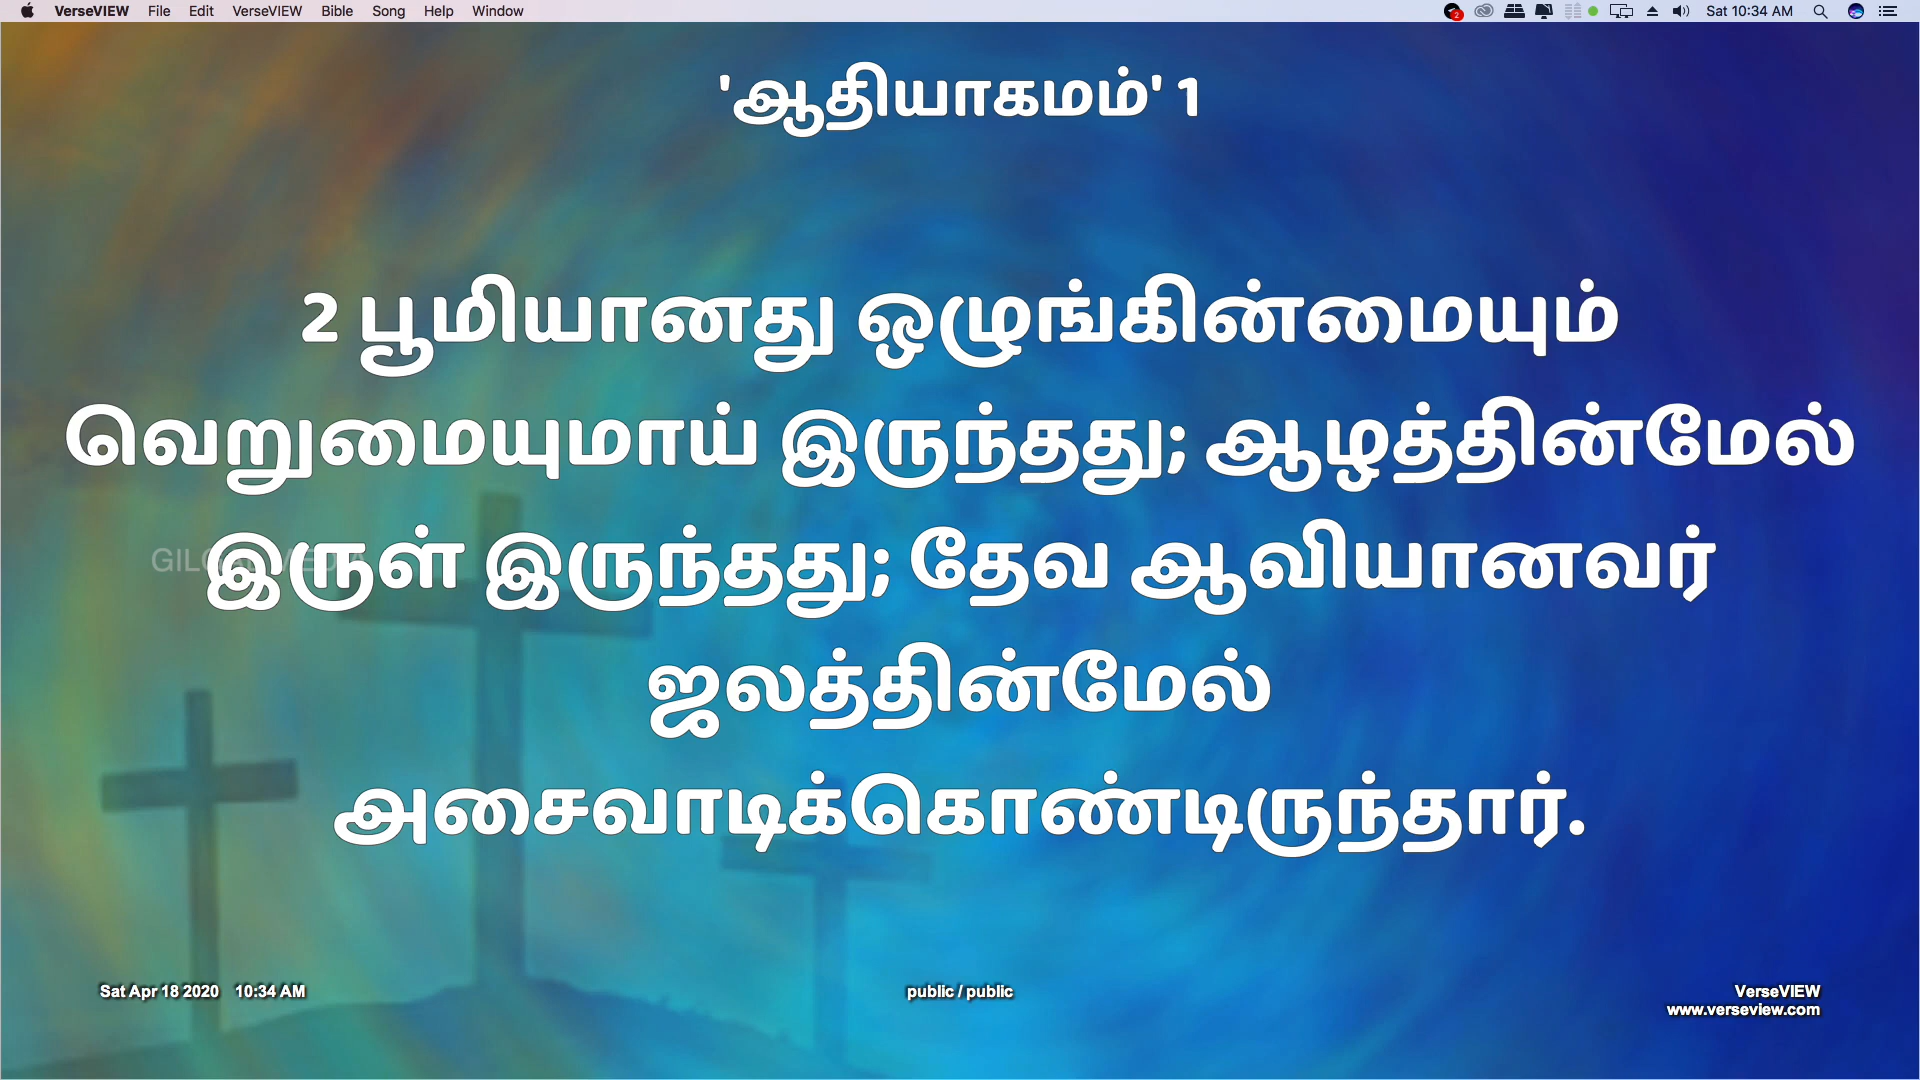 VerseVIEW File Edit VerseVIEW Bible Song Help Window 2 Sat 10:34 AM
'ஆதியாகமம்' 1
2 பூமியானது ஒழுங்கின்மையும்
வெறுமையுமாய் இருந்தது; ஆழத்தின்மேல்
இருள் இருந்தது; தேவ ஆவியானவர்
ஜலத்தின்மேல்
அசைவாடிக்கொண்டிருந்தார்.
Sat Apr 18 2020 10:34 AM public / public VerseVIEW
www.verseview.com